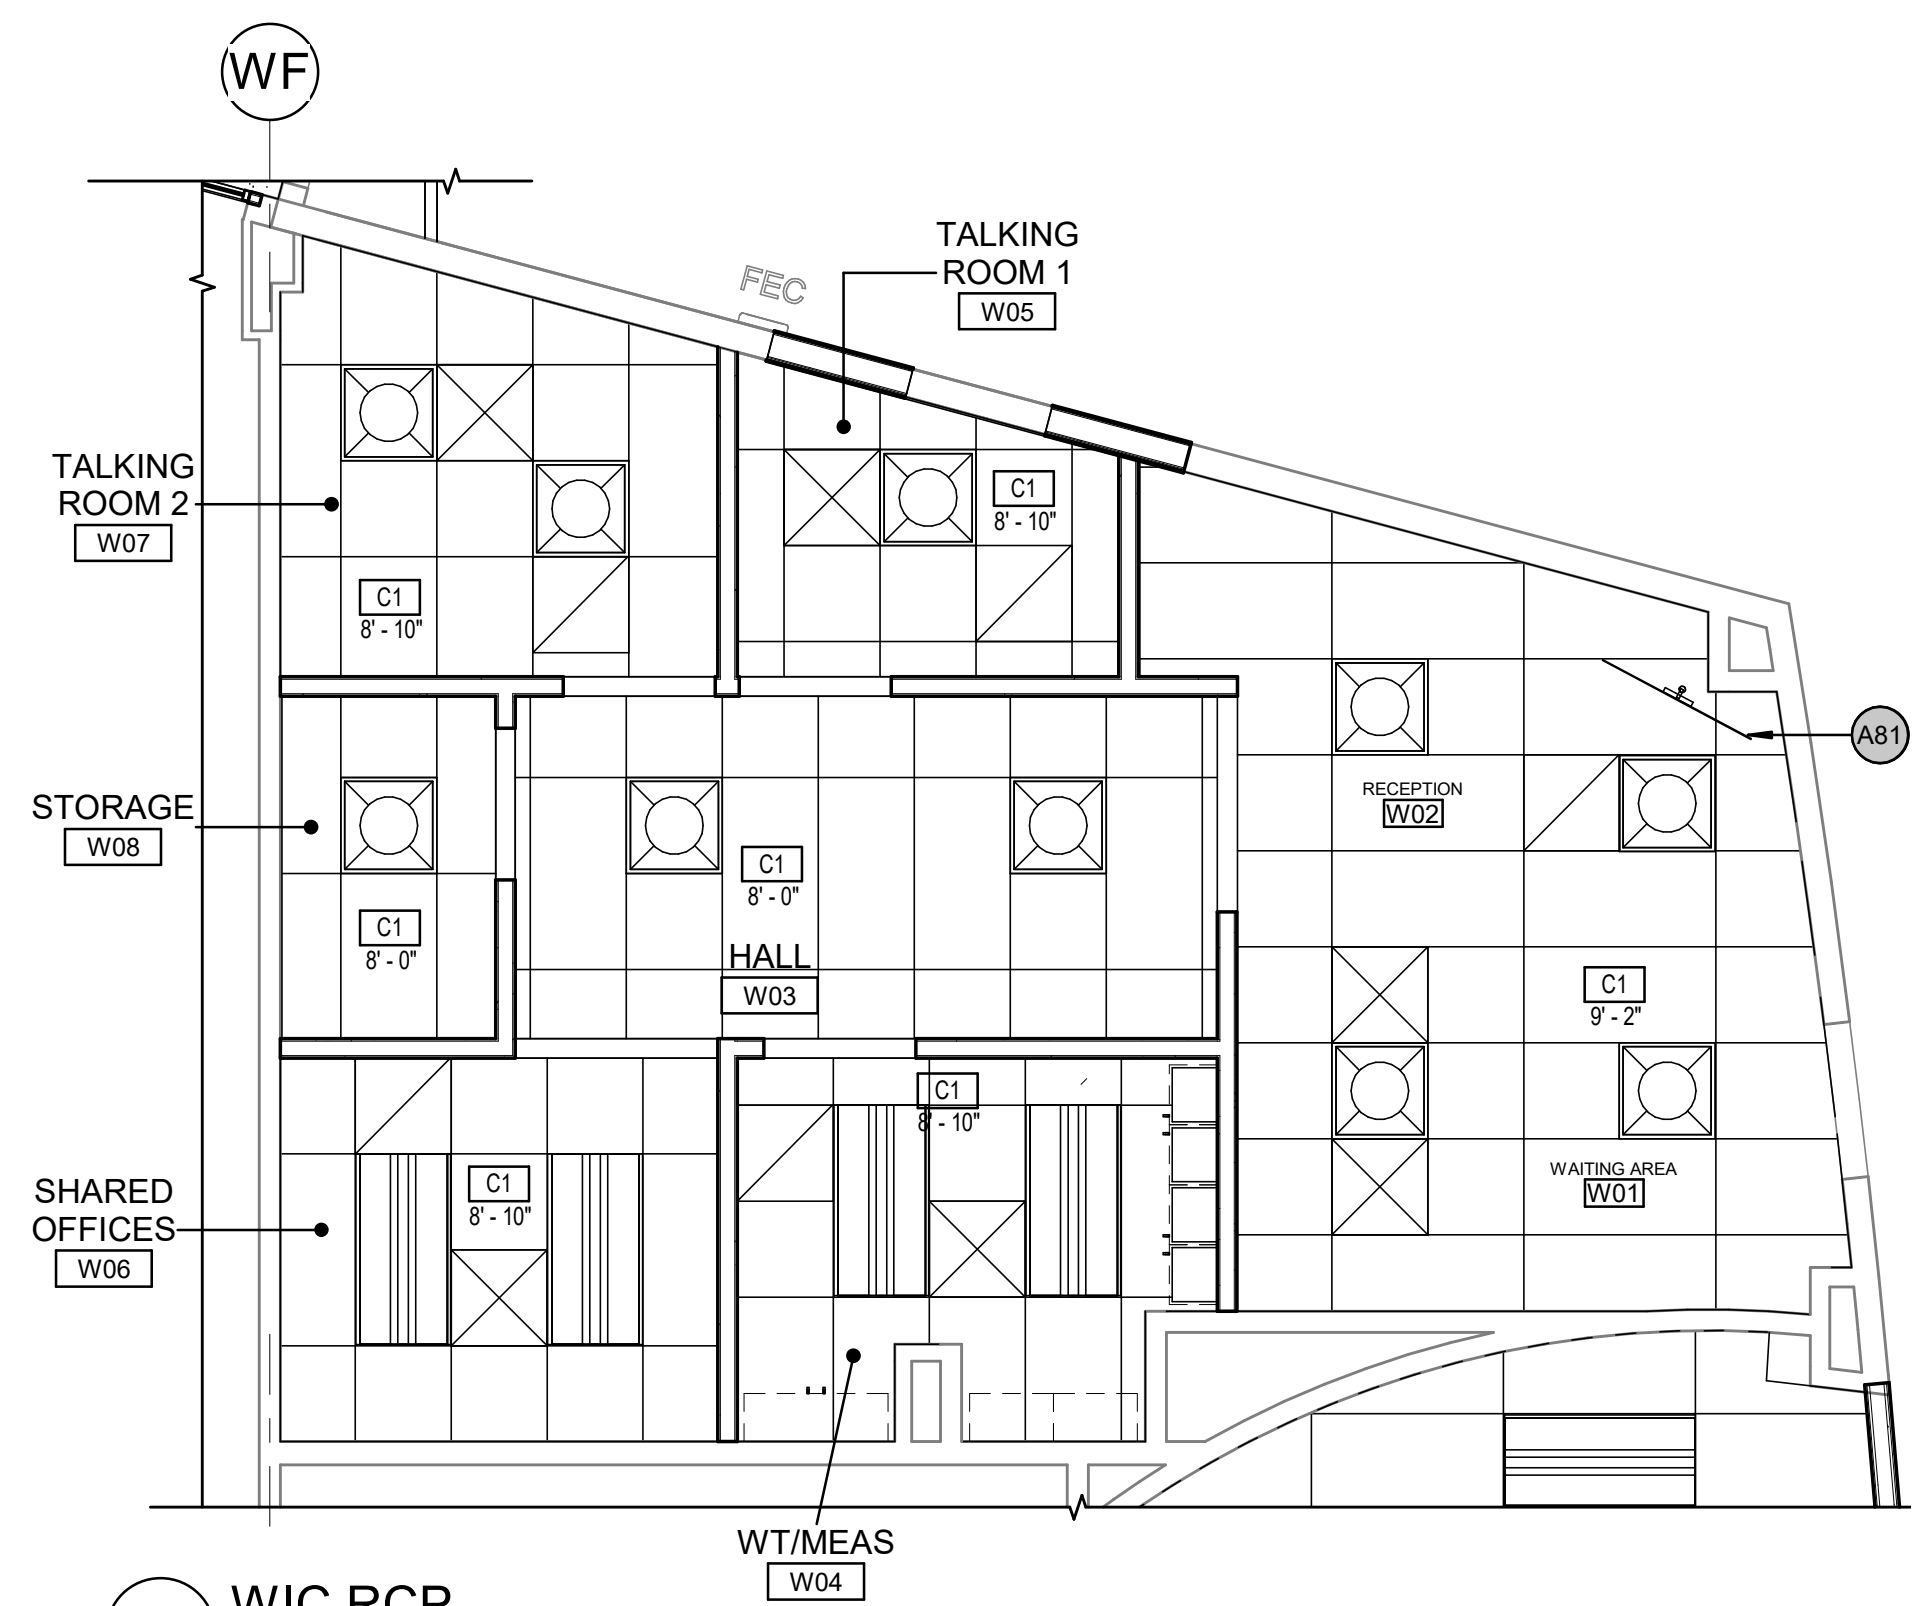 WF
TALKING
ROOM 1
W05
FEC
TALKING
ROOM 2
W07
C1
8' - 10"
C1
8' - 10"
A81
RECEPTION
W02
STORAGE
W08
C1
8' - 0"
C1
8' - 0"
HALL
W03
C1
9' - 2"
C1
8' - 10"
SHARED
OFFICES
W06
C1
8' - 10"
WAITING AREA
W01
WT/MEAS
W04
WIC RCP